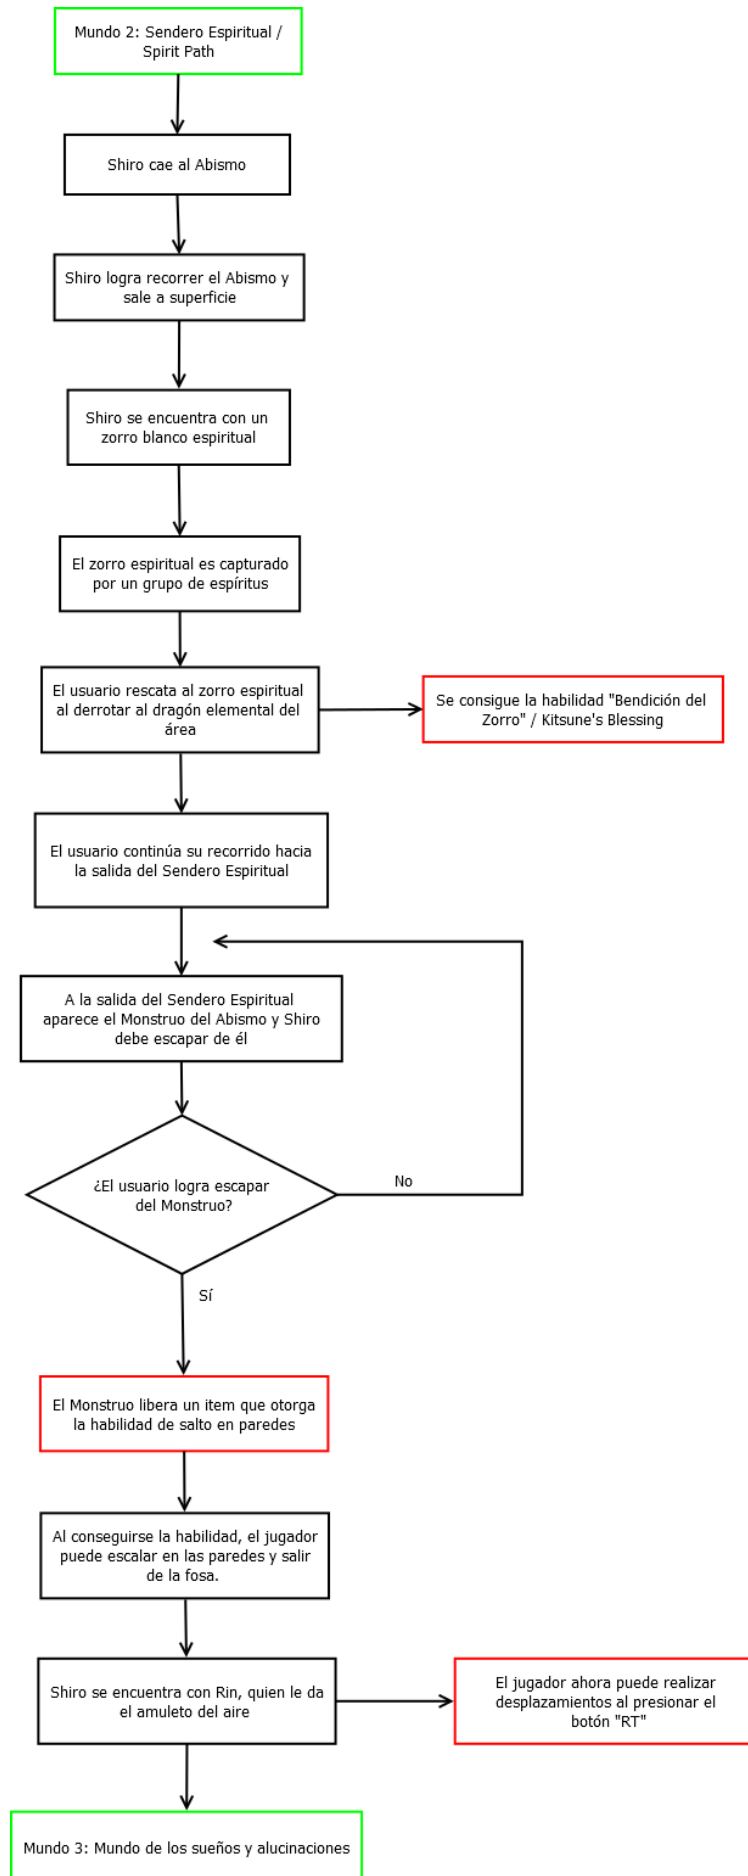 Mundo 2: Sendero Espiritual /
Spirit Path
Shiro cae al Abismo
Shiro logra recorrer el Abismo y
sale a superficie
Shiro se encuentra con un
zorro blanco espiritual
El zorro espiritual es capturado
por un grupo de espíritus
El usuario rescata al zorro espiritual
al derrotar al dragón elemental del
área
Se consigue la habilidad "Bendición del
Zorro" / Kitsune's Blessing
El usuario continúa su recorrido hacia
la salida del Sendero Espiritual
A la salida del Sendero Espiritual
aparece el Monstruo del Abismo y Shiro
debe escapar de él
¿El usuario logra escapar
del Monstruo?
No
Sí
El Monstruo libera un item que otorga
la habilidad de salto en paredes
Al conseguirse la habilidad, el jugador
puede escalar en las paredes y salir
de la fosa.
Shiro se encuentra con Rin, quien le da
el amuleto del aire
El jugador ahora puede realizar
desplazamientos al presionar el
botón "RT"
Mundo 3: Mundo de los sueños y alucinaciones